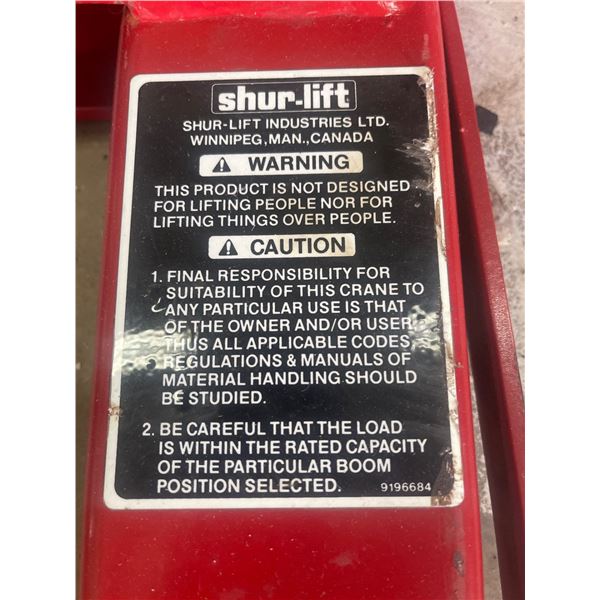 shur-lift
SHUR-LIFT INDUSTRIES LTD.
WINNIPEG, MAN., CANADA
⚠ WARNING
THIS PRODUCT IS NOT DESIGNED
FOR LIFTING PEOPLE NOR FOR
LIFTING THINGS OVER PEOPLE.
⚠ CAUTION
1. FINAL RESPONSIBILITY FOR
SUITABILITY OF THIS CRANE TO
ANY PARTICULAR USE IS THAT
OF THE OWNER AND/OR USER
THUS ALL APPLICABLE CODES,
REGULATIONS & MANUALS OF
MATERIAL HANDLING SHOULD
BE STUDIED.
2. BE CAREFUL THAT THE LOAD
IS WITHIN THE RATED CAPACITY
OF THE PARTICULAR BOOM
POSITION SELECTED.
9196684